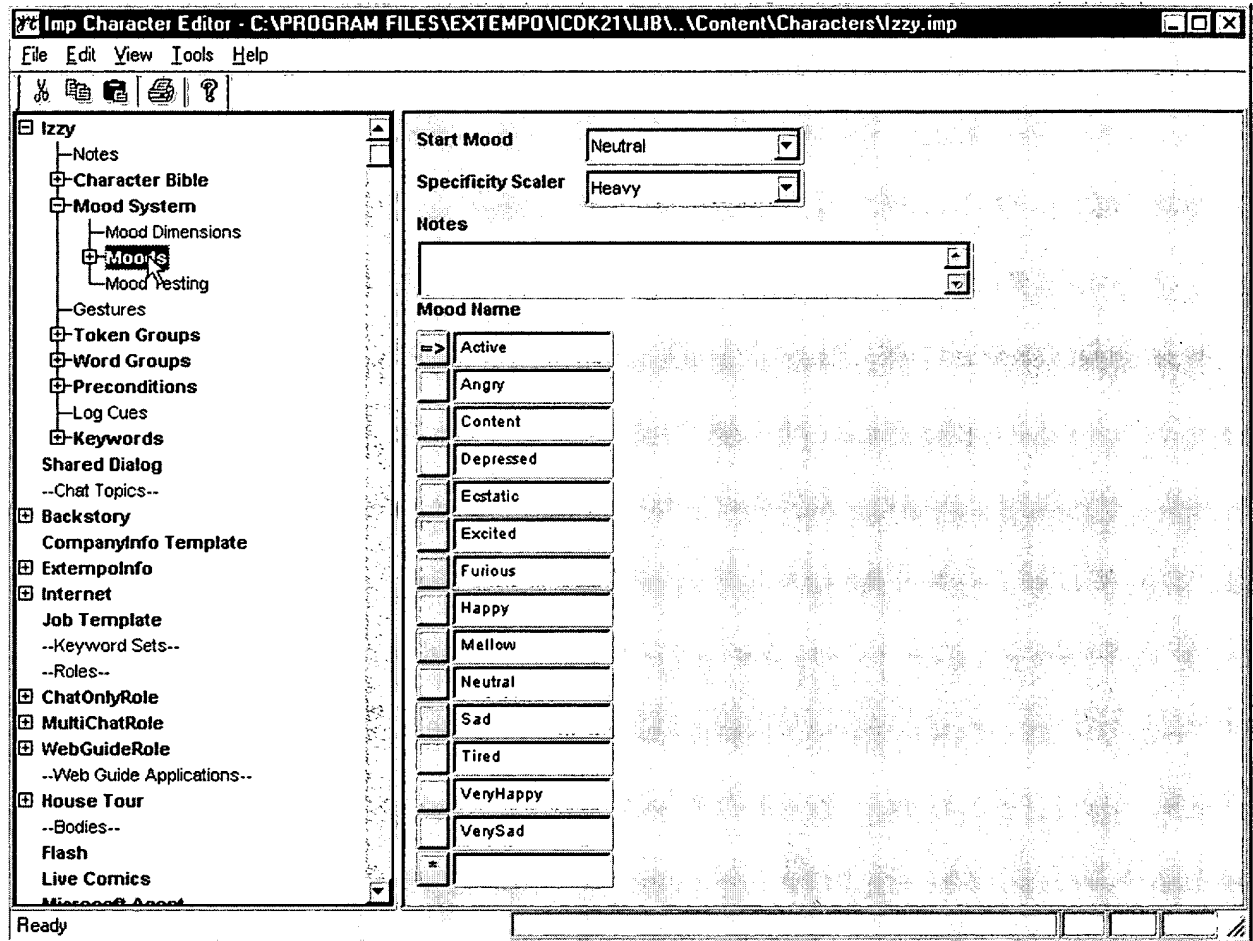 Imp Character Editor - C:\PROGRAM FILES\EXTEMPO\ICDK21\LIB\..\Content\Characters\Izzy.imp
File Edit View Tools Help
Izzy
Notes
Character Bible
Mood System
Mood Dimensions
Moods
Mood Testing
Gestures
Token Groups
Word Groups
Preconditions
Log Cues
Keywords
Shared Dialog
--Chat Topics--
Backstory
CompanyInfo Template
ExtempoInfo
Internet
Job Template
--Keyword Sets--
--Roles--
ChatOnlyRole
MultiChatRole
WebGuideRole
--Web Guide Applications--
House Tour
--Bodies--
Flash
Live Comics
Microsoft Agent
Start Mood Neutral
Specificity Scaler Heavy
Notes
Mood Name
=> Active
Angry
Content
Depressed
Ecstatic
Excited
Furious
Happy
Mellow
Neutral
Sad
Tired
VeryHappy
VerySad
*
Ready